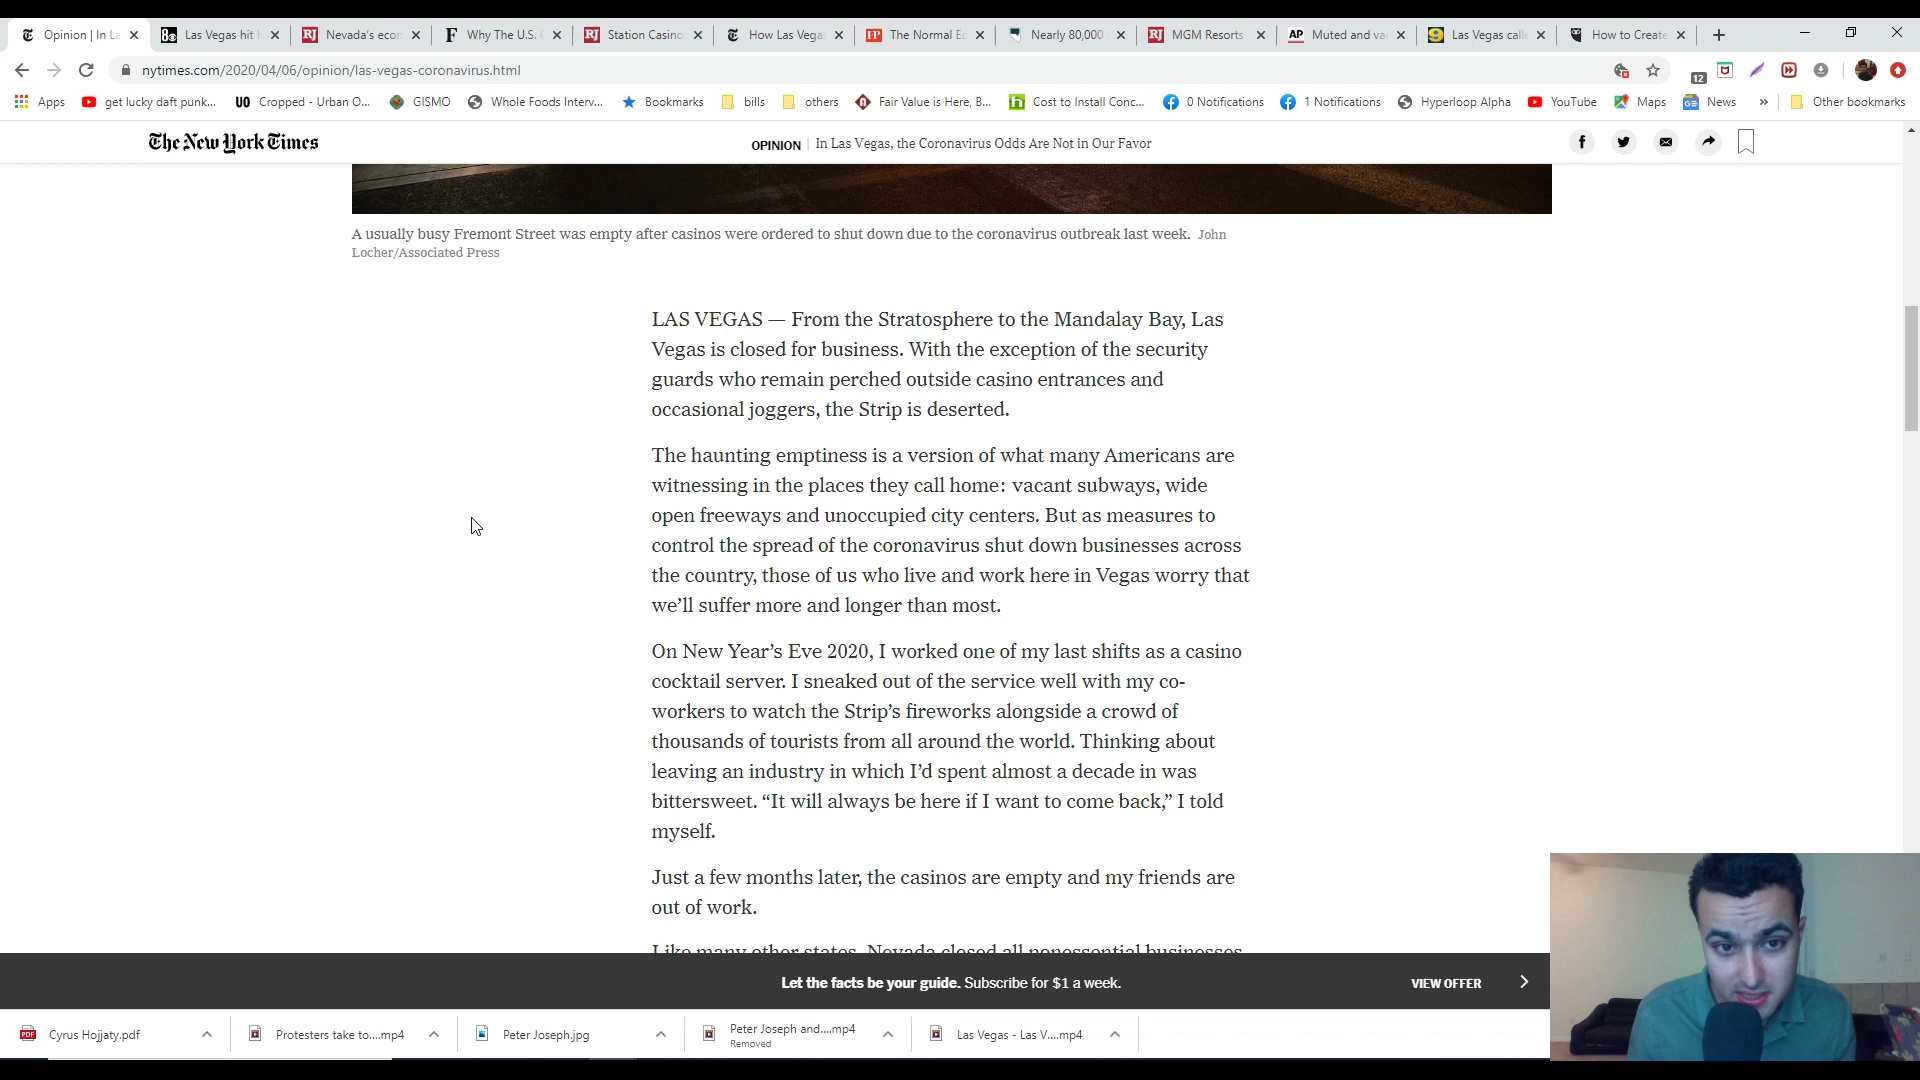 Opinion | In La
Las Vegas hit h
Nevada's econ
Why The U.S. 
Station Casino
How Las Vega
The Normal Ec
Nearly 80,000
MGM Resorts
AP Muted and va
Las Vegas calle
How to Create
nytimes.com/2020/04/06/opinion/las-vegas-coronavirus.html
12
Apps
get lucky daft punk...
UO Cropped - Urban O...
GISMO
Whole Foods Interv...
Bookmarks
bills
others
Fair Value is Here, B...
Cost to Install Conc...
0 Notifications
1 Notifications
Hyperloop Alpha
YouTube
Maps
News
»
Other bookmarks
The New York Times
OPINION | In Las Vegas, the Coronavirus Odds Are Not in Our Favor
A usually busy Fremont Street was empty after casinos were ordered to shut down due to the coronavirus outbreak last week. John
Locher/Associated Press
LAS VEGAS — From the Stratosphere to the Mandalay Bay, Las
Vegas is closed for business. With the exception of the security
guards who remain perched outside casino entrances and
occasional joggers, the Strip is deserted.
The haunting emptiness is a version of what many Americans are
witnessing in the places they call home: vacant subways, wide
open freeways and unoccupied city centers. But as measures to
control the spread of the coronavirus shut down businesses across
the country, those of us who live and work here in Vegas worry that
we’ll suffer more and longer than most.
On New Year’s Eve 2020, I worked one of my last shifts as a casino
cocktail server. I sneaked out of the service well with my co-
workers to watch the Strip’s fireworks alongside a crowd of
thousands of tourists from all around the world. Thinking about
leaving an industry in which I’d spent almost a decade in was
bittersweet. “It will always be here if I want to come back,” I told
myself.
Just a few months later, the casinos are empty and my friends are
out of work.
Like many other states, Nevada closed all nonessential businesses
Let the facts be your guide. Subscribe for $1 a week.
VIEW OFFER
Cyrus Hojjaty.pdf
Protesters take to....mp4
Peter Joseph.jpg
Peter Joseph and....mp4
Removed
Las Vegas - Las V....mp4